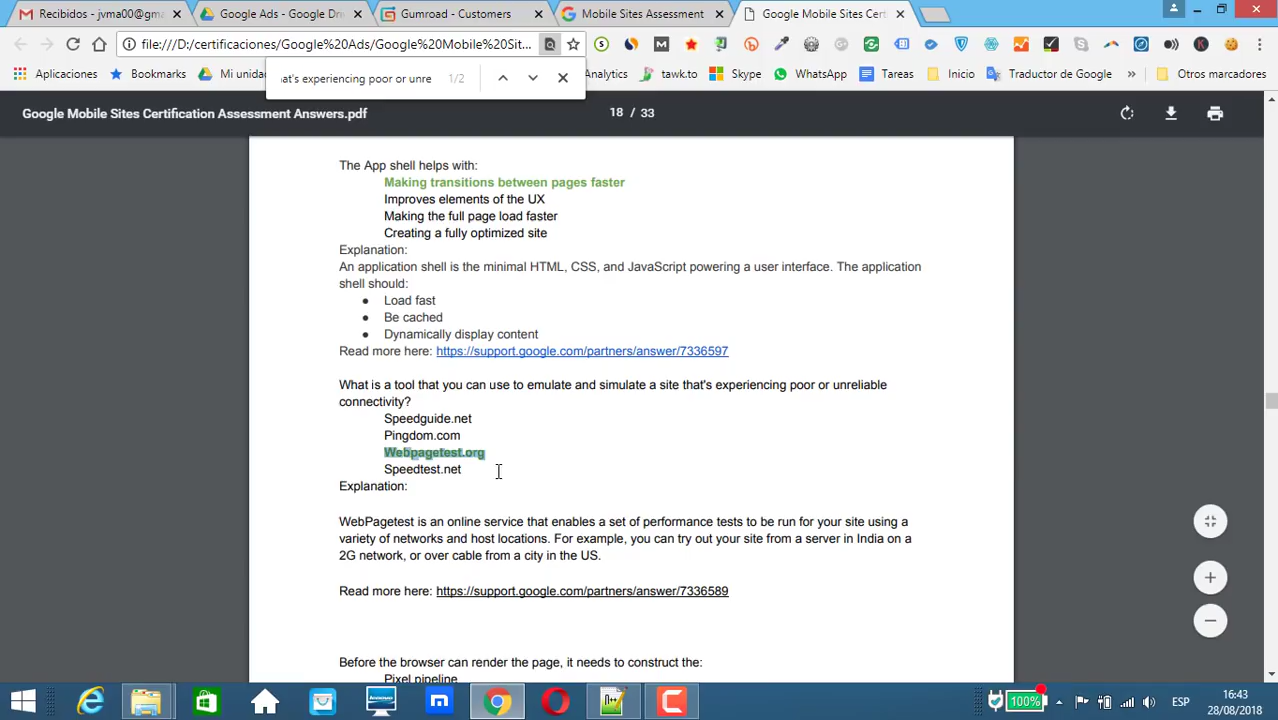 Recibidos - jvma00@gma
Google Ads - Google Dr
Gumroad - Customers
Mobile Sites Assessment
Google Mobile Sites Cert
file:///D:/certificaciones/Google%20Ads/Google%20Mobile%20Sit...
Aplicaciones
Bookmarks
Mi unidad
Analytics
tawk.to
Skype
WhatsApp
Tareas
Inicio
Traductor de Google
»
Otros marcadores
at's experiencing poor or unre
1/2
Google Mobile Sites Certification Assessment Answers.pdf
18 / 33
The App shell helps with:
Making transitions between pages faster
Improves elements of the UX
Making the full page load faster
Creating a fully optimized site
Explanation:
An application shell is the minimal HTML, CSS, and JavaScript powering a user interface. The application
shell should:
● Load fast
● Be cached
● Dynamically display content
Read more here: https://support.google.com/partners/answer/7336597
What is a tool that you can use to emulate and simulate a site that's experiencing poor or unreliable
connectivity?
Speedguide.net
Pingdom.com
Webpagetest.org
Speedtest.net
Explanation:
WebPagetest is an online service that enables a set of performance tests to be run for your site using a
variety of networks and host locations. For example, you can try out your site from a server in India on a
2G network, or over cable from a city in the US.
Read more here: https://support.google.com/partners/answer/7336589
Before the browser can render the page, it needs to construct the:
Pixel pipeline
100%
ESP
16:43
28/08/2018